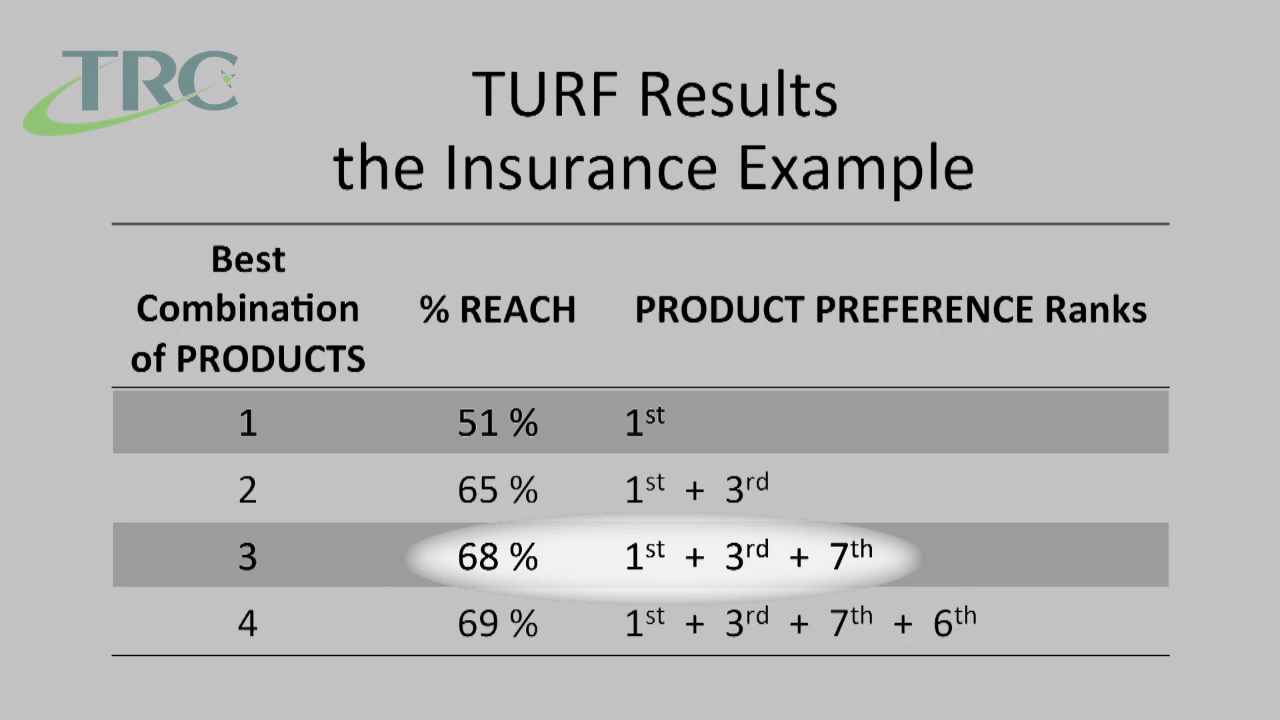 TRC
TURF Results
the Insurance Example
Best
Combination
of PRODUCTS
% REACH
PRODUCT PREFERENCE Ranks
1 51 % 1st
2 65 % 1st + 3rd
3 68 % 1st + 3rd + 7th
4 69 % 1st + 3rd + 7th + 6th